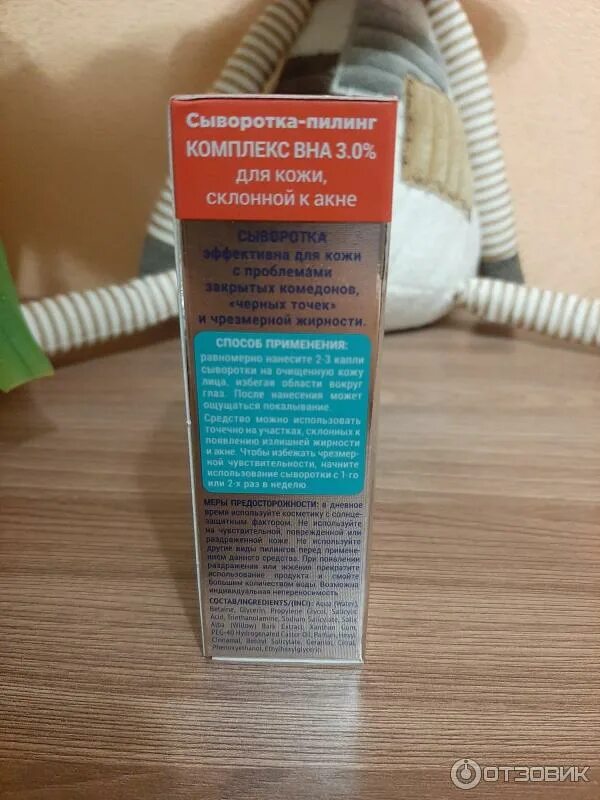 Сыворотка-пилинг
КОМПЛЕКС ВНА 3.0%
для кожи,
склонной к акне
СЫВОРОТКА
эффективна для кожи
с проблемами
закрытых комедонов,
«черных точек»
и чрезмерной жирности.
СПОСОБ ПРИМЕНЕНИЯ:
равномерно нанесите 2-3 капли
сыворотки на очищенную кожу
лица, избегая области вокруг
глаз. После нанесения может
ощущаться покалывание.
Средство можно использовать
точечно на участках, склонных к
появлению излишней жирности
и акне. Чтобы избежать чрезмер-
ной чувствительности, начните
использование сыворотки с 1-го
или 2-х раз в неделю.
МЕРЫ ПРЕДОСТОРОЖНОСТИ: в дневное
время используйте косметику с солнце-
защитным фактором. Не используйте
на чувствительной, поврежденной или
раздраженной коже. Не используйте
другие виды пилингов перед примене-
нием данного средства. При появлении
раздражения или жжения прекратите
использование продукта и смойте
большим количеством воды. Возможна
индивидуальная непереносимость.
СОСТАВ/INGREDIENTS/(INCI): Aqua (Water),
Betaine, Glycerin, Propylene Glycol, Salicylic
Acid, Triethanolamine, Sodium Salicylate, Salix
Alba (Willow) Bark Extract, Xanthan Gum,
PEG-40 Hydrogenated Castor Oil, Parfum, Hexyl
Cinnamal, Benzyl Salicylate, Geraniol, Citral,
Phenoxyethanol, Ethylhexylglycerin.
ОТЗОВИК